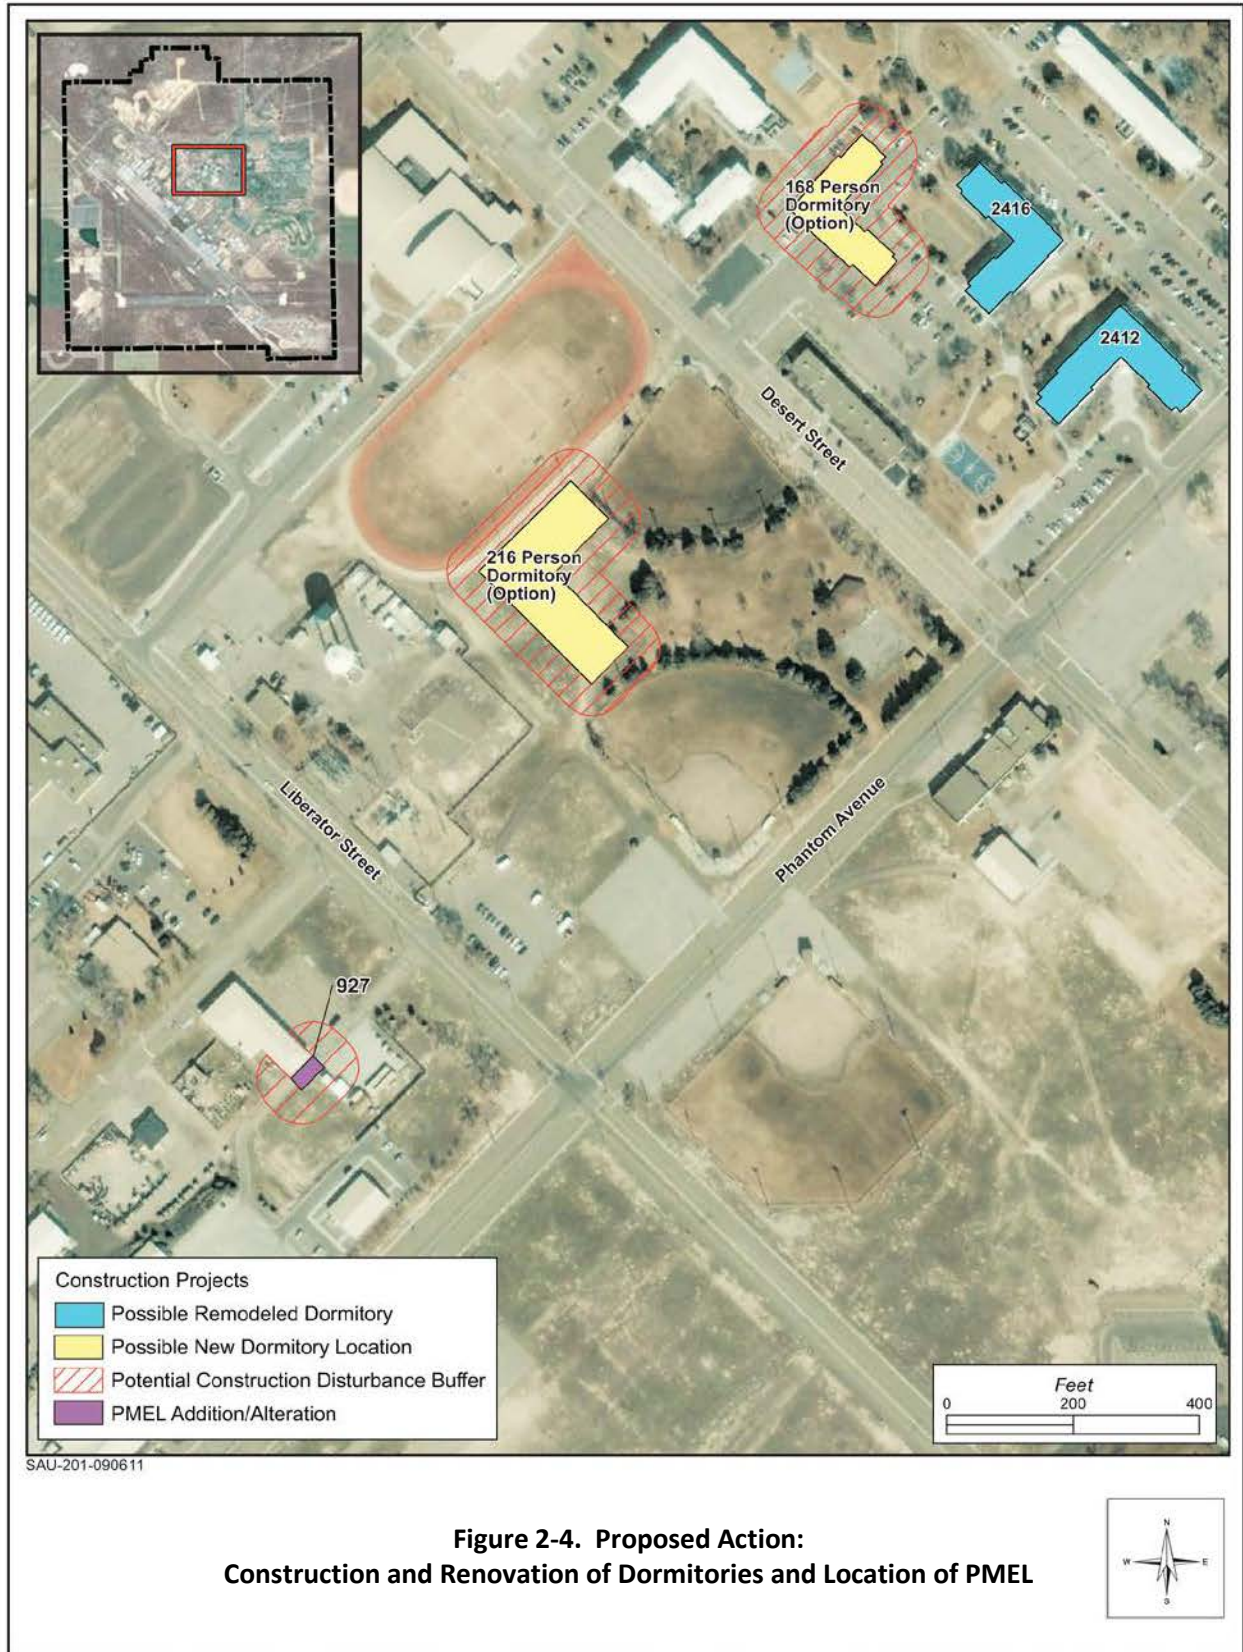 168 Person
Dormitory
(Option)
2416
2412
Desert Street
216 Person
Dormitory
(Option)
Liberator Street
Phantom Avenue
927
Construction Projects
Possible Remodeled Dormitory
Possible New Dormitory Location
Potential Construction Disturbance Buffer
PMEL Addition/Alteration
Feet
0 200 400
SAU-201-090611
Figure 2-4. Proposed Action:
Construction and Renovation of Dormitories and Location of PMEL
N
W E
S